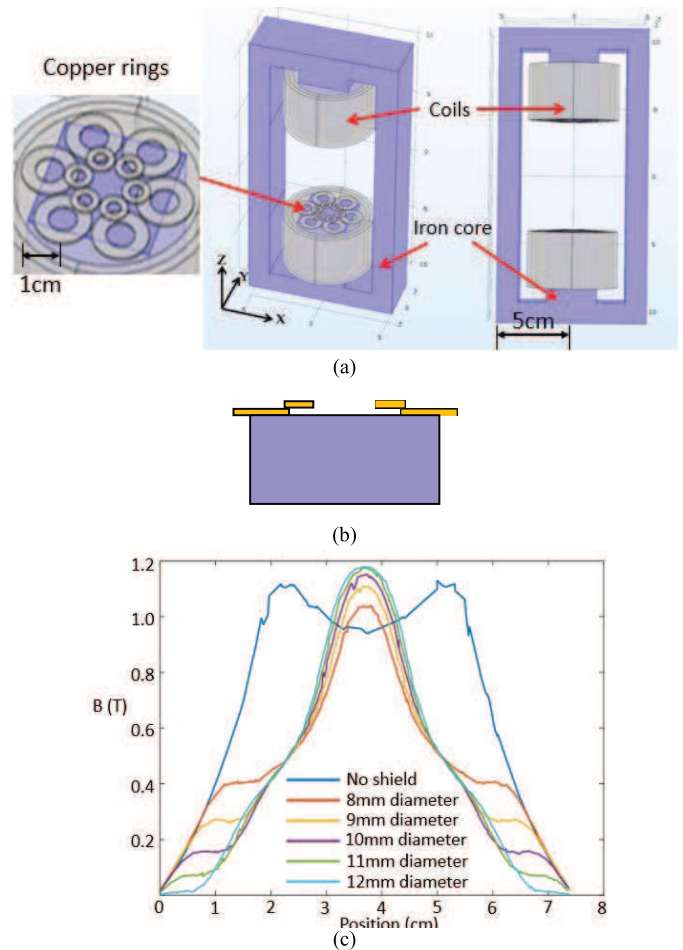 Copper rings
1cm
Coils
Iron core
Z
Y
X
5cm
(a)
(b)
1.2
1.0
0.8
B (T)
0.6
0.4
0.2
No shield
8mm diameter
9mm diameter
10mm diameter
11mm diameter
12mm diameter
0 1 2 3 4 5 6 7 8
Position (cm)
(c)